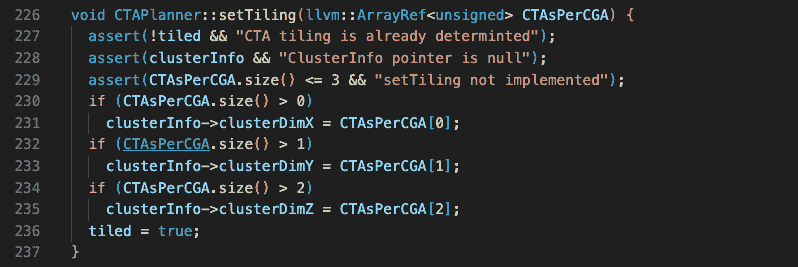 226 void CTAPlanner::setTiling(llvm::ArrayRef<unsigned> CTAsPerCGA) {
227   assert(!tiled && "CTA tiling is already determinted");
228   assert(clusterInfo && "ClusterInfo pointer is null");
229   assert(CTAsPerCGA.size() <= 3 && "setTiling not implemented");
230   if (CTAsPerCGA.size() > 0)
231     clusterInfo->clusterDimX = CTAsPerCGA[0];
232   if (CTAsPerCGA.size() > 1)
233     clusterInfo->clusterDimY = CTAsPerCGA[1];
234   if (CTAsPerCGA.size() > 2)
235     clusterInfo->clusterDimZ = CTAsPerCGA[2];
236   tiled = true;
237 }